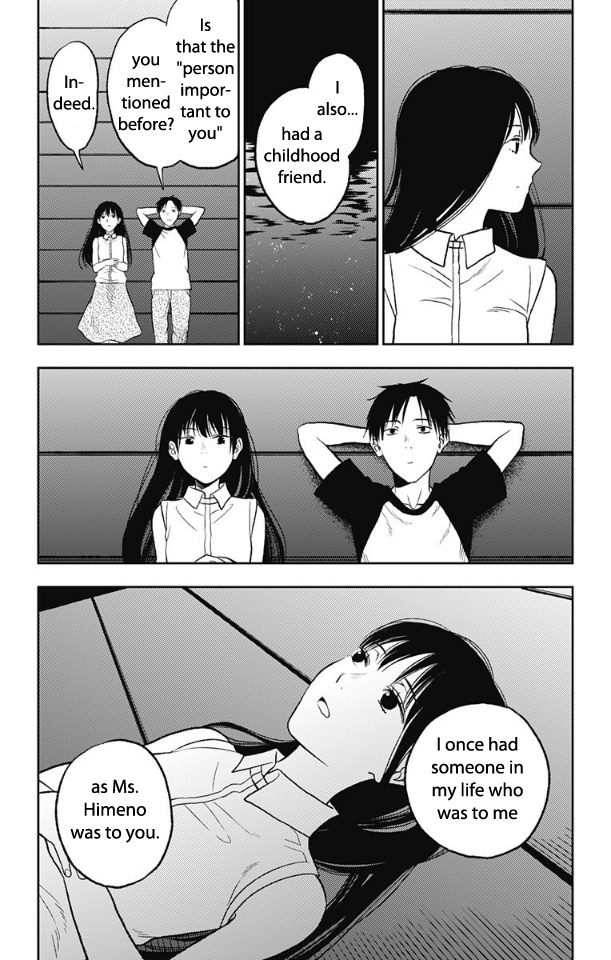 I
also...
had a
childhood
friend.
Is
that the
"person
impor-
tant to
you"
you
men-
tioned
before?
In-
deed.
I once had
someone in
my life who
was to me
as Ms.
Himeno
was to you.